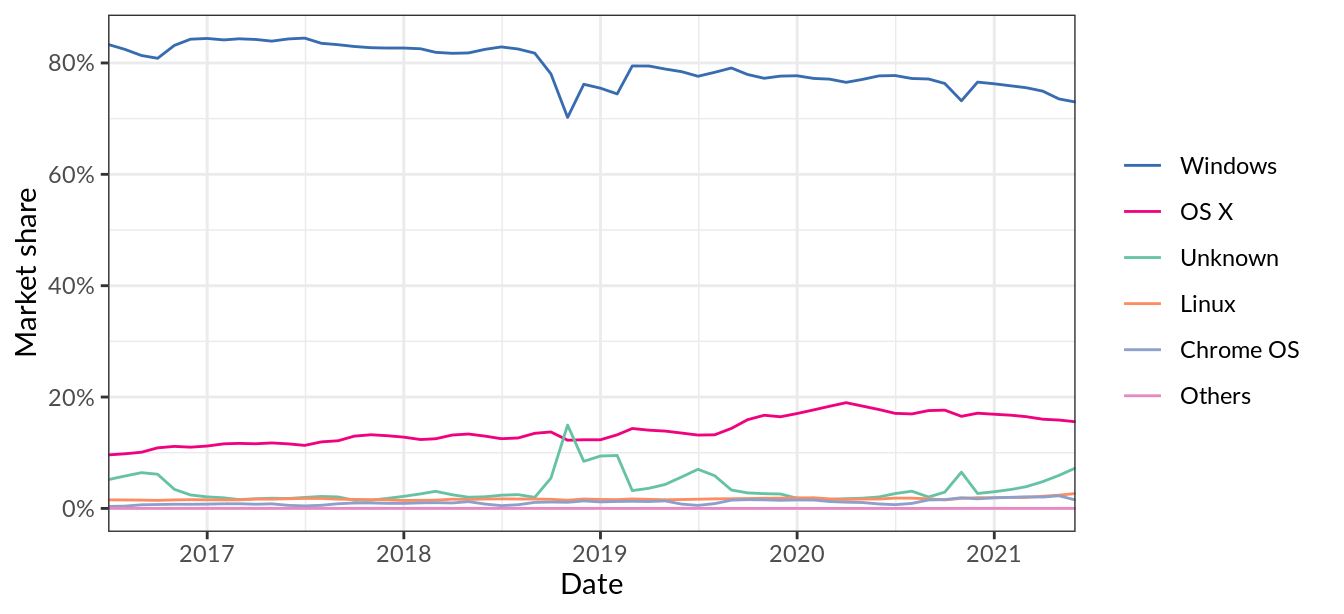 Market share
80%
60%
40%
20%
0%
2017 2018 2019 2020 2021
Date
Windows
OS X
Unknown
Linux
Chrome OS
Others